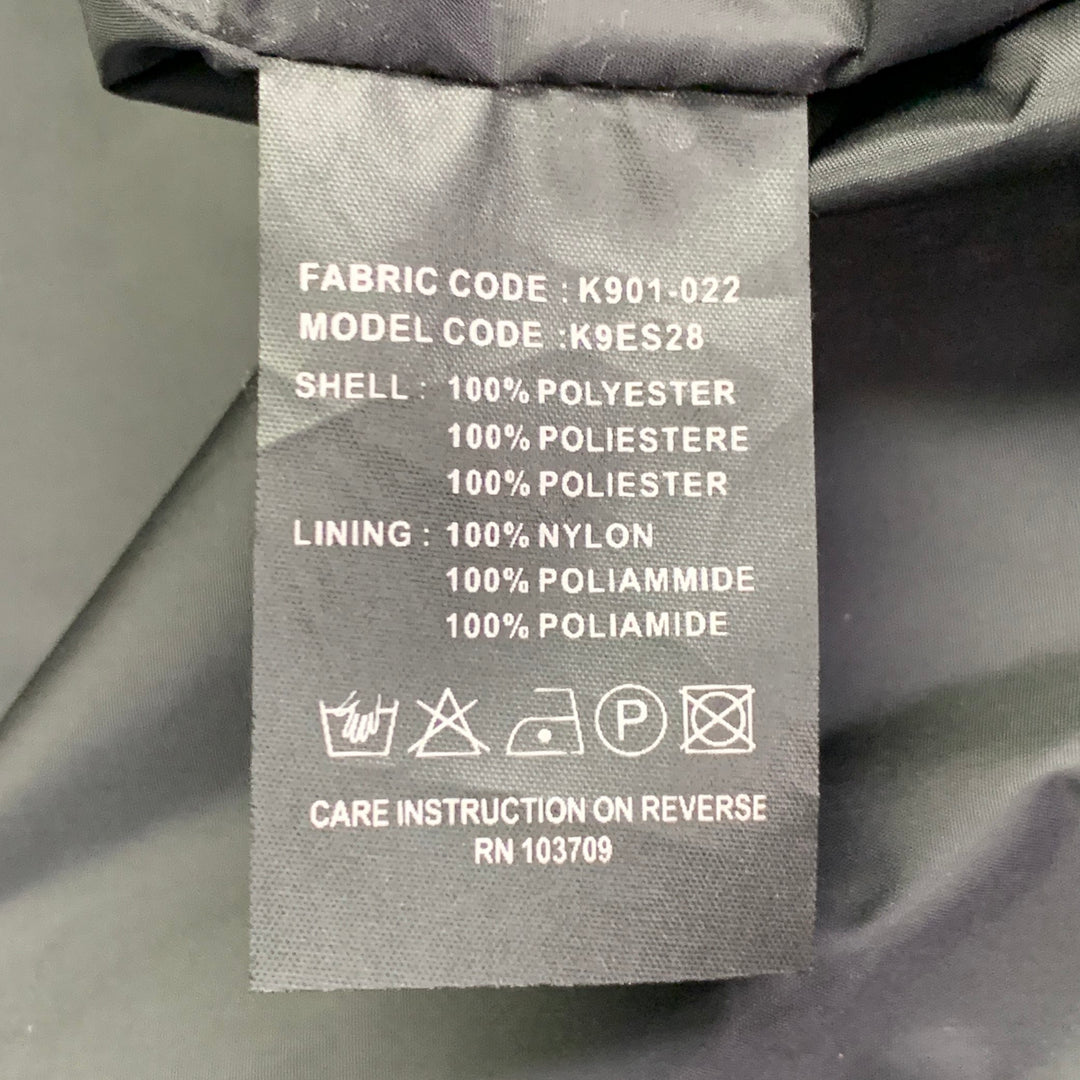 FABRIC CODE : K901-022
MODEL CODE :K9ES28
SHELL : 100% POLYESTER
100% POLIESTERE
100% POLIESTER
LINING : 100% NYLON
100% POLIAMMIDE
100% POLIAMIDE
P
CARE INSTRUCTION ON REVERSE
RN 103709